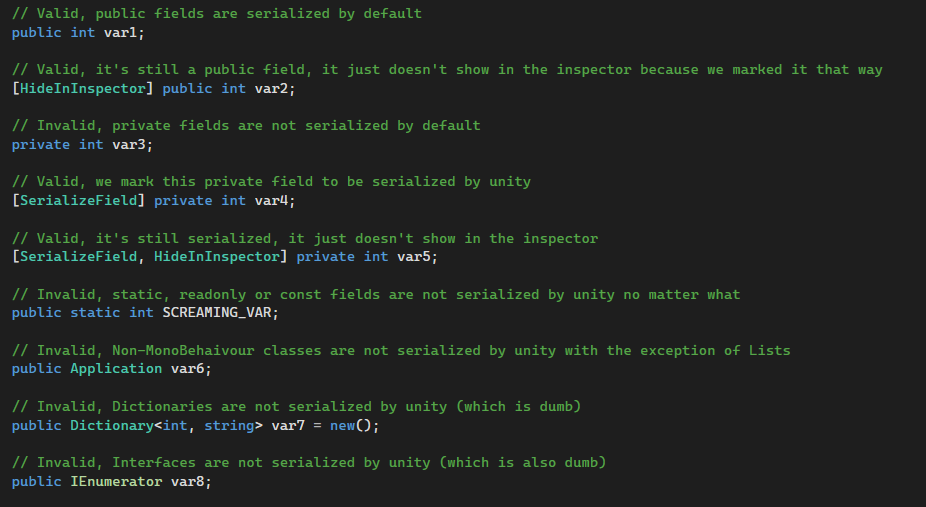 // Valid, public fields are serialized by default
public int var1;
// Valid, it's still a public field, it just doesn't show in the inspector because we marked it that way
[HideInInspector] public int var2;
// Invalid, private fields are not serialized by default
private int var3;
// Valid, we mark this private field to be serialized by unity
[SerializeField] private int var4;
// Valid, it's still serialized, it just doesn't show in the inspector
[SerializeField, HideInInspector] private int var5;
// Invalid, static, readonly or const fields are not serialized by unity no matter what
public static int SCREAMING_VAR;
// Invalid, Non-MonoBehaivour classes are not serialized by unity with the exception of Lists
public Application var6;
// Invalid, Dictionaries are not serialized by unity (which is dumb)
public Dictionary<int, string> var7 = new();
// Invalid, Interfaces are not serialized by unity (which is also dumb)
public IEnumerator var8;